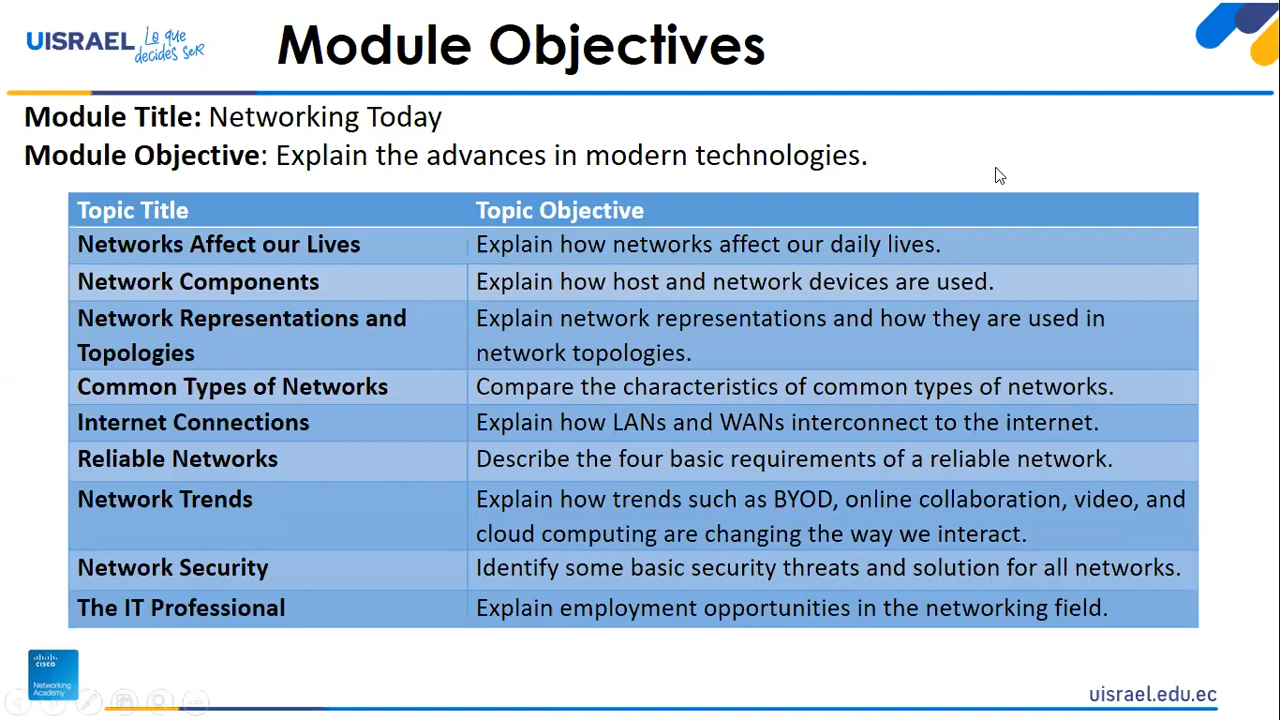 UISRAEL Lo que
decides SER
Module Objectives
Module Title: Networking Today
Module Objective: Explain the advances in modern technologies.
Topic Title Topic Objective
Networks Affect our Lives Explain how networks affect our daily lives.
Network Components Explain how host and network devices are used.
Network Representations and Explain network representations and how they are used in
Topologies network topologies.
Common Types of Networks Compare the characteristics of common types of networks.
Internet Connections Explain how LANs and WANs interconnect to the internet.
Reliable Networks Describe the four basic requirements of a reliable network.
Network Trends Explain how trends such as BYOD, online collaboration, video, and
cloud computing are changing the way we interact.
Network Security Identify some basic security threats and solution for all networks.
The IT Professional Explain employment opportunities in the networking field.
CISCO
Networking
Academy
uisrael.edu.ec